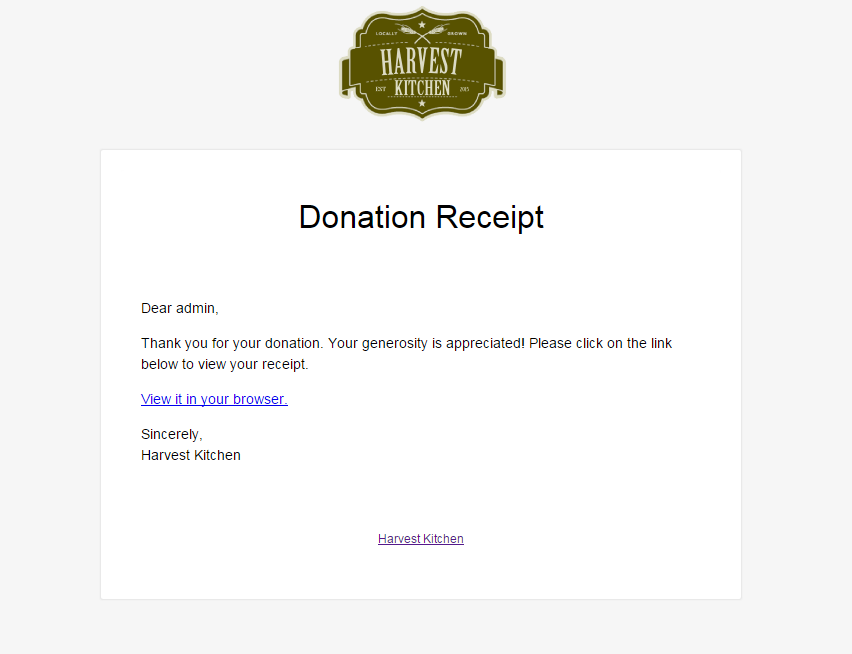 LOCALLY GROWN
HARVEST
EST KITCHEN 2015
Donation Receipt
Dear admin,
Thank you for your donation. Your generosity is appreciated! Please click on the link
below to view your receipt.
View it in your browser.
Sincerely,
Harvest Kitchen
Harvest Kitchen